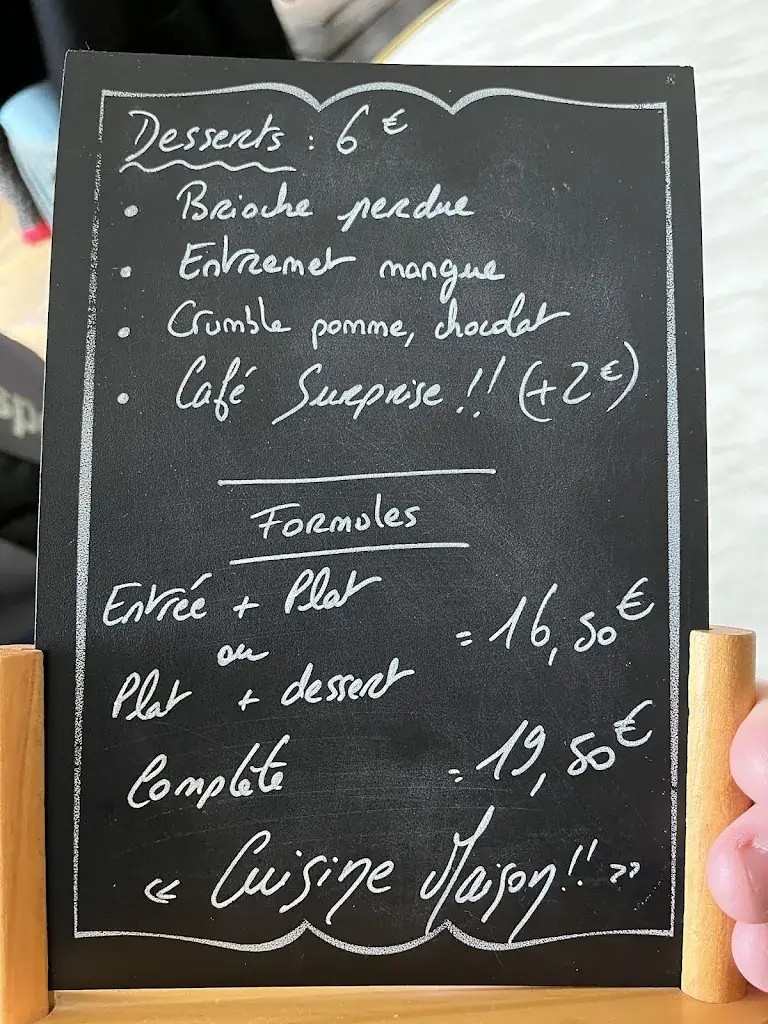 Desserts : 6€
• Brioche perdue
• Entremet mangue
• Crumble pomme, chocolat
• Café Surprise !! (+2€)
Formules
Entrée + Plat
ou
= 16,50€
Plat + dessert
Complète = 19,50€
« Cuisine Maison !! »